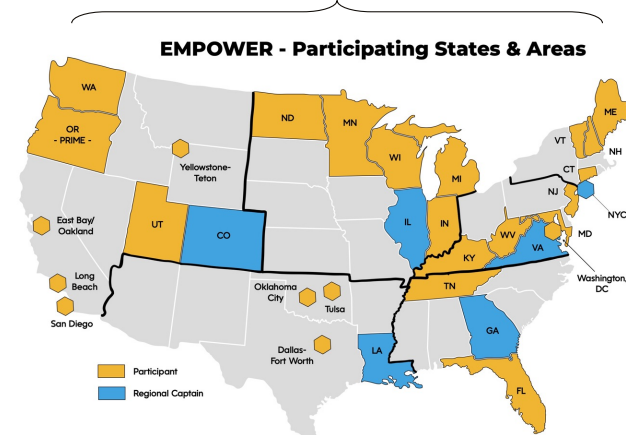 EMPOWER - Participating States & Areas
WA
OR
- PRIME -
ND
MN
WI
MI
ME
VT
NH
CT
NJ
NYC
Yellowstone-
Teton
UT
CO
IL
IN
KY
WV
VA
MD
Washington,
DC
East Bay/
Oakland
Long
Beach
San Diego
Oklahoma
City
Tulsa
TN
Dallas-
Fort Worth
LA
GA
FL
Participant
Regional Captain